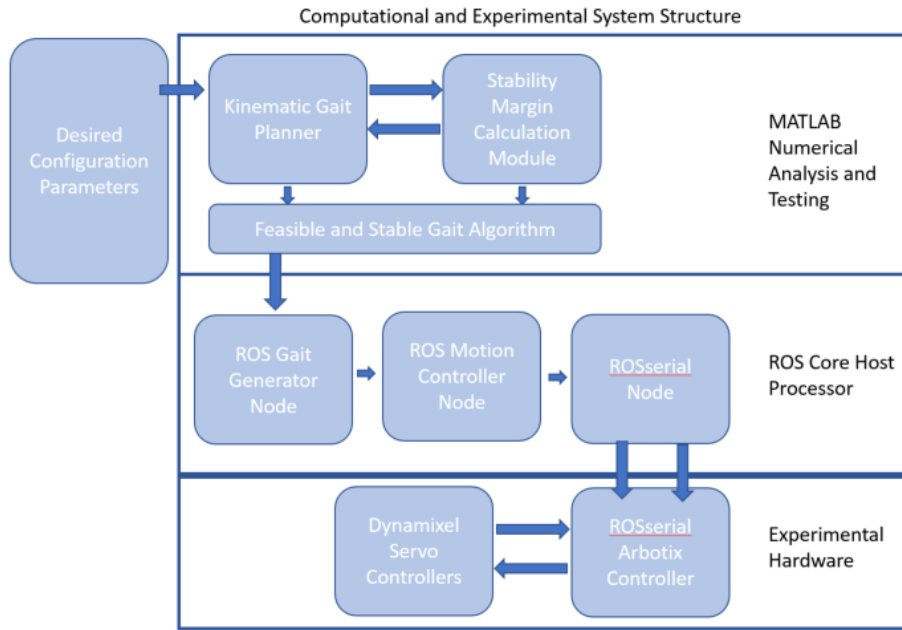 Computational and Experimental System Structure
Desired
Configuration
Parameters
Kinematic Gait
Planner
Stability
Margin
Calculation
Module
MATLAB
Numerical
Analysis and
Testing
Feasible and Stable Gait Algorithm
ROS Gait
Generator
Node
ROS Motion
Controller
Node
ROSserial
Node
ROS Core Host
Processor
Dynamixel
Servo
Controllers
ROSserial
Arbotix
Controller
Experimental
Hardware